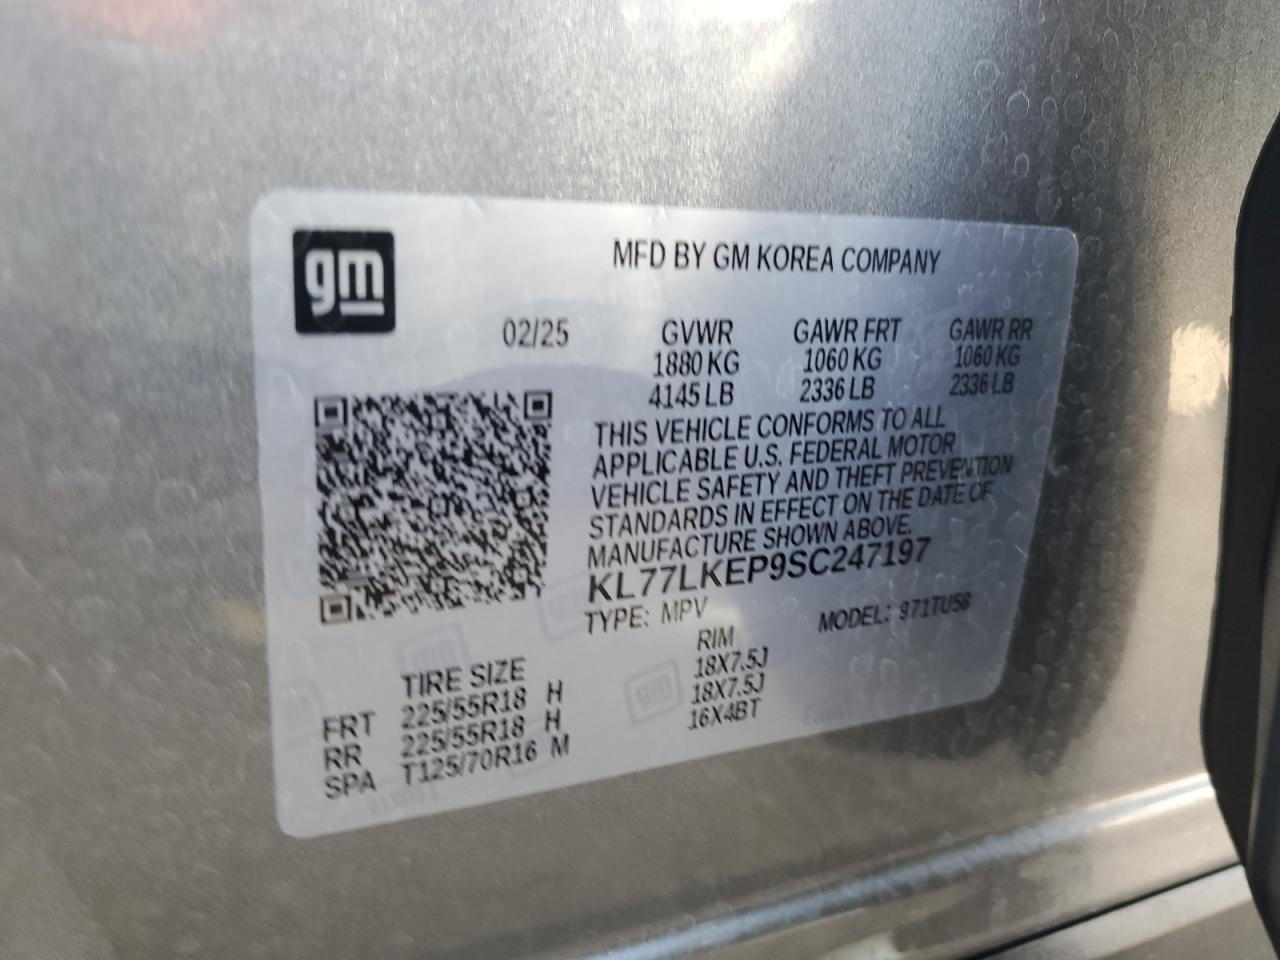 gm
MFD BY GM KOREA COMPANY
02/25 GVWR GAWR FRT GAWR RR
1880 KG 1060 KG 1060 KG
4145 LB 2336 LB 2336 LB
THIS VEHICLE CONFORMS TO ALL
APPLICABLE U.S. FEDERAL MOTOR
VEHICLE SAFETY AND THEFT PREVENTION
STANDARDS IN EFFECT ON THE DATE OF
MANUFACTURE SHOWN ABOVE.
KL77LKEP9SC247197
TYPE: MPV MODEL: 971TU58
TIRE SIZE RIM
FRT 225/55R18 H 18X7.5J
RR 225/55R18 H 18X7.5J
SPA T125/70R16 M 16X4BT